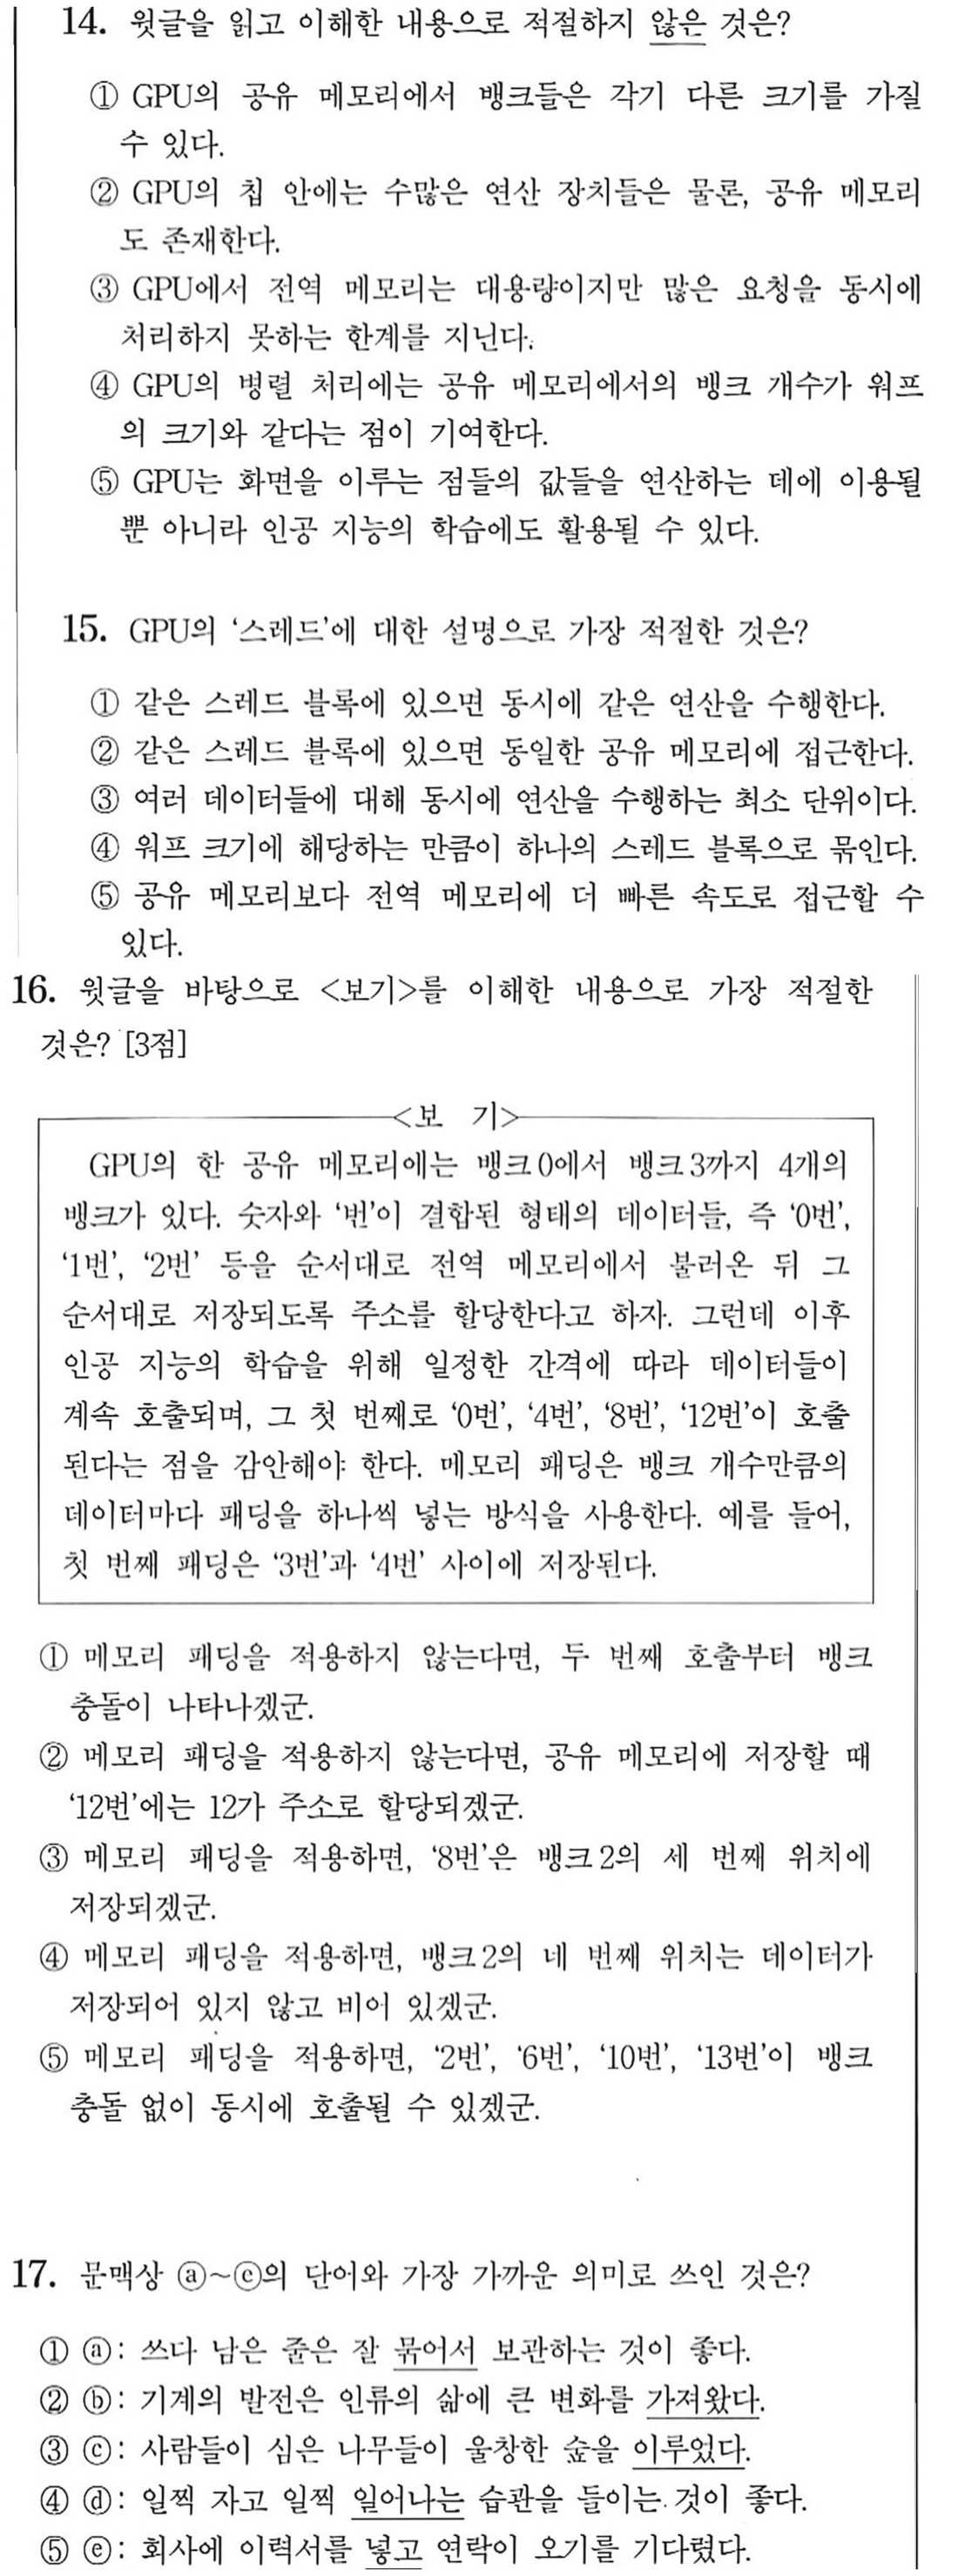 14. 윗글을 읽고 이해한 내용으로 적절하지 않은 것은?
① GPU의 공유 메모리에서 뱅크들은 각기 다른 크기를 가질
수 있다.
② GPU의 칩 안에는 수많은 연산 장치들은 물론, 공유 메모리
도 존재한다.
③ GPU에서 전역 메모리는 대용량이지만 많은 요청을 동시에
처리하지 못하는 한계를 지닌다.
④ GPU의 병렬 처리에는 공유 메모리에서의 뱅크 개수가 워프
의 크기와 같다는 점이 기여한다.
⑤ GPU는 화면을 이루는 점들의 값들을 연산하는 데에 이용될
뿐 아니라 인공 지능의 학습에도 활용될 수 있다.
15. GPU의 ‘스레드’에 대한 설명으로 가장 적절한 것은?
① 같은 스레드 블록에 있으면 동시에 같은 연산을 수행한다.
② 같은 스레드 블록에 있으면 동일한 공유 메모리에 접근한다.
③ 여러 데이터들에 대해 동시에 연산을 수행하는 최소 단위이다.
④ 워프 크기에 해당하는 만큼이 하나의 스레드 블록으로 묶인다.
⑤ 공유 메모리보다 전역 메모리에 더 빠른 속도로 접근할 수
있다.
16. 윗글을 바탕으로 <보기>를 이해한 내용으로 가장 적절한
것은? [3점]
<보 기>
GPU의 한 공유 메모리에는 뱅크0에서 뱅크3까지 4개의
뱅크가 있다. 숫자와 ‘번’이 결합된 형태의 데이터들, 즉 ‘0번’,
‘1번’, ‘2번’ 등을 순서대로 전역 메모리에서 불러온 뒤 그
순서대로 저장되도록 주소를 할당한다고 하자. 그런데 이후
인공 지능의 학습을 위해 일정한 간격에 따라 데이터들이
계속 호출되며, 그 첫 번째로 ‘0번’, ‘4번’, ‘8번’, ‘12번’이 호출
된다는 점을 감안해야 한다. 메모리 패딩은 뱅크 개수만큼의
데이터마다 패딩을 하나씩 넣는 방식을 사용한다. 예를 들어,
첫 번째 패딩은 ‘3번’과 ‘4번’ 사이에 저장된다.
① 메모리 패딩을 적용하지 않는다면, 두 번째 호출부터 뱅크
충돌이 나타나겠군.
② 메모리 패딩을 적용하지 않는다면, 공유 메모리에 저장할 때
‘12번’에는 12가 주소로 할당되겠군.
③ 메모리 패딩을 적용하면, ‘8번’은 뱅크2의 세 번째 위치에
저장되겠군.
④ 메모리 패딩을 적용하면, 뱅크2의 네 번째 위치는 데이터가
저장되어 있지 않고 비어 있겠군.
⑤ 메모리 패딩을 적용하면, ‘2번’, ‘6번’, ‘10번’, ‘13번’이 뱅크
충돌 없이 동시에 호출될 수 있겠군.
17. 문맥상 ⓐ~ⓔ의 단어와 가장 가까운 의미로 쓰인 것은?
① ⓐ: 쓰다 남은 줄은 잘 묶어서 보관하는 것이 좋다.
② ⓑ: 기계의 발전은 인류의 삶에 큰 변화를 가져왔다.
③ ⓒ: 사람들이 심은 나무들이 울창한 숲을 이루었다.
④ ⓓ: 일찍 자고 일찍 일어나는 습관을 들이는 것이 좋다.
⑤ ⓔ: 회사에 이력서를 넣고 연락이 오기를 기다렸다.